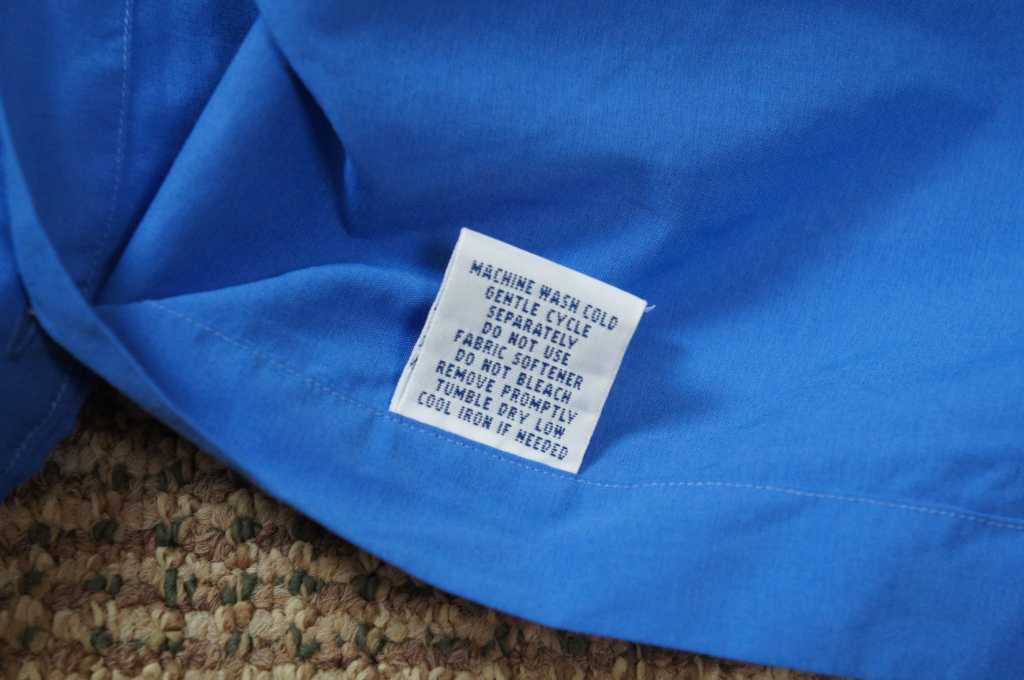 MACHINE WASH COLD
GENTLE CYCLE
SEPARATELY
DO NOT USE
FABRIC SOFTENER
DO NOT BLEACH
REMOVE PROMPTLY
TUMBLE DRY LOW
COOL IRON IF NEEDED